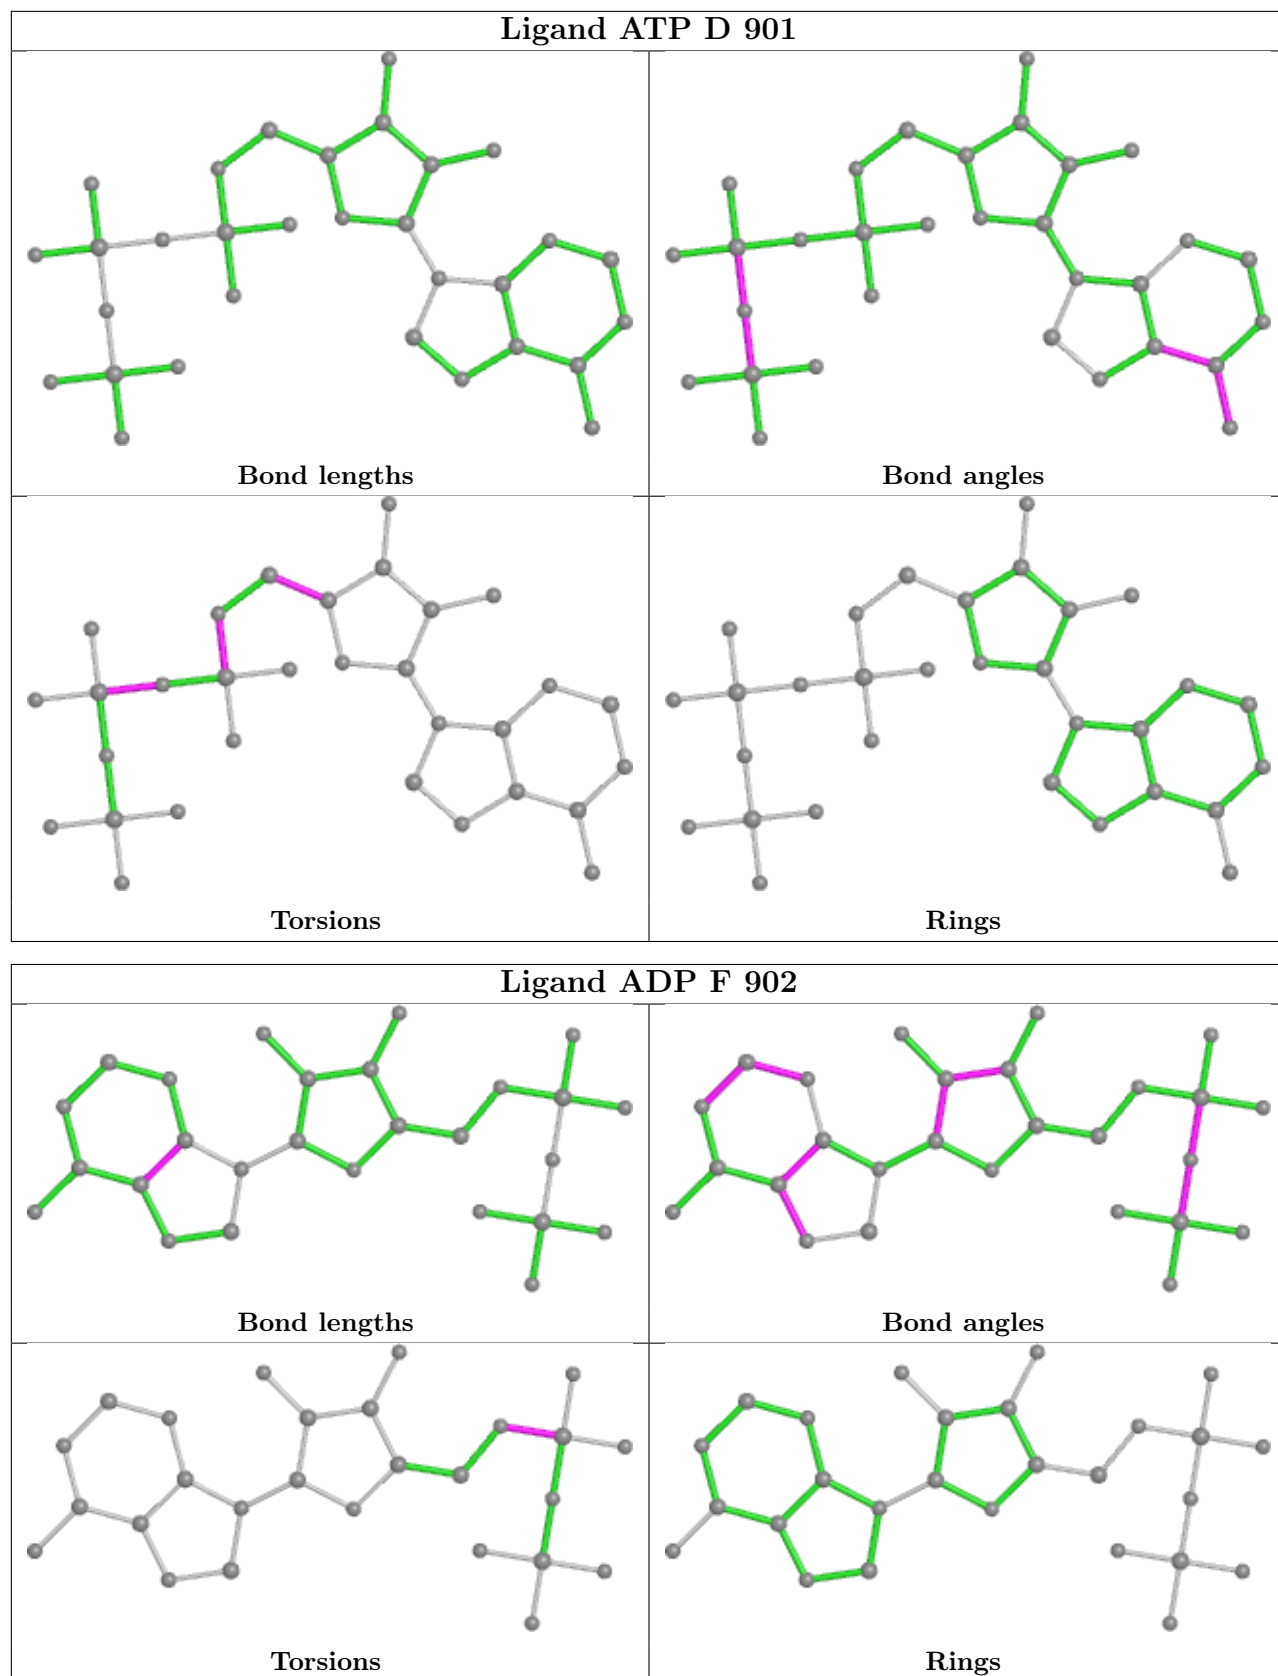 Ligand ATP D 901
Bond lengths
Bond angles
Torsions
Rings
Ligand ADP F 902
Bond lengths
Bond angles
Torsions
Rings